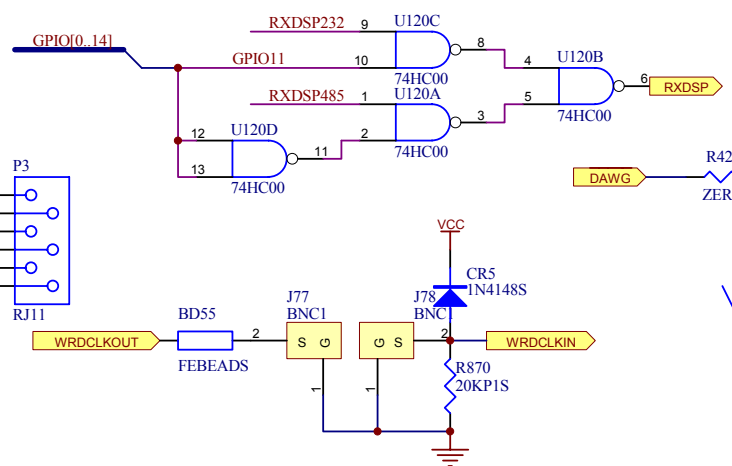 RXDSP232
9
U120C
8
GPIO[0..14]
GPIO11
10
74HC00
4
U120B
6
RXDSP
5
74HC00
RXDSP485
1
U120A
3
2
74HC00
12
U120D
11
13
74HC00
P3
RJ11
DAWG
R42
ZER
VCC
CR5
1N4148S
J77
BNC1
J78
BNC1
BD55
WRDCLKOUT
2
S G
G S
2
WRDCLKIN
FEBEADS
1
1
R870
20KP1S